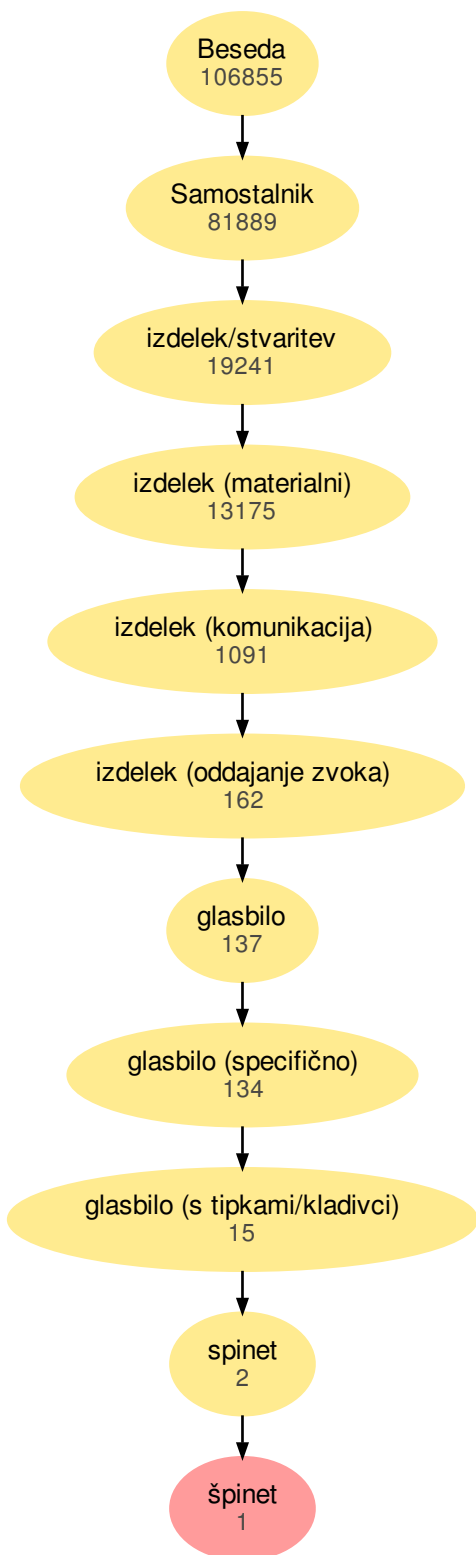 Beseda
106855
Samostalnik
81889
izdelek/stvaritev
19241
izdelek (materialni)
13175
izdelek (komunikacija)
1091
izdelek (oddajanje zvoka)
162
glasbilo
137
glasbilo (specifično)
134
glasbilo (s tipkami/kladivci)
15
spinet
2
špinet
1